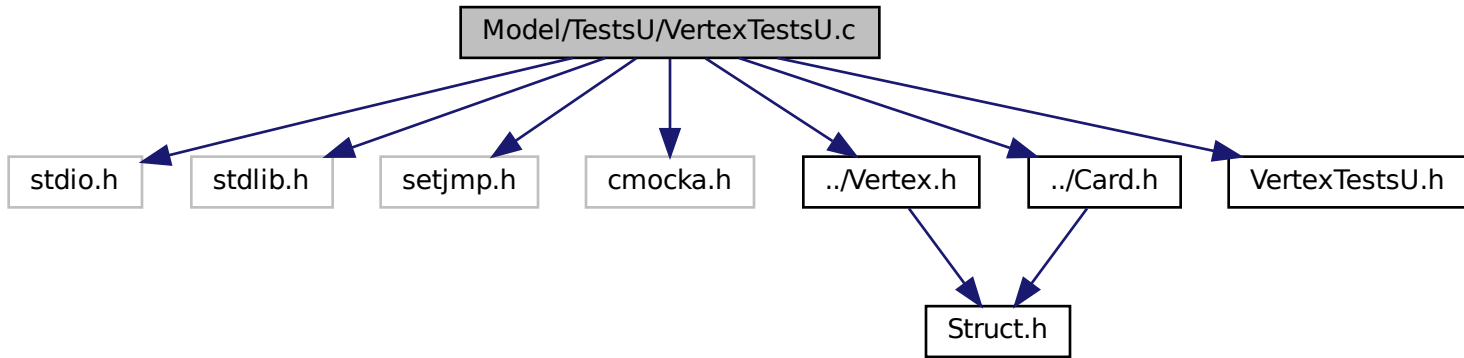 Model/TestsU/VertexTestsU.c
stdio.h
stdlib.h
setjmp.h
cmocka.h
../Vertex.h
../Card.h
VertexTestsU.h
Struct.h